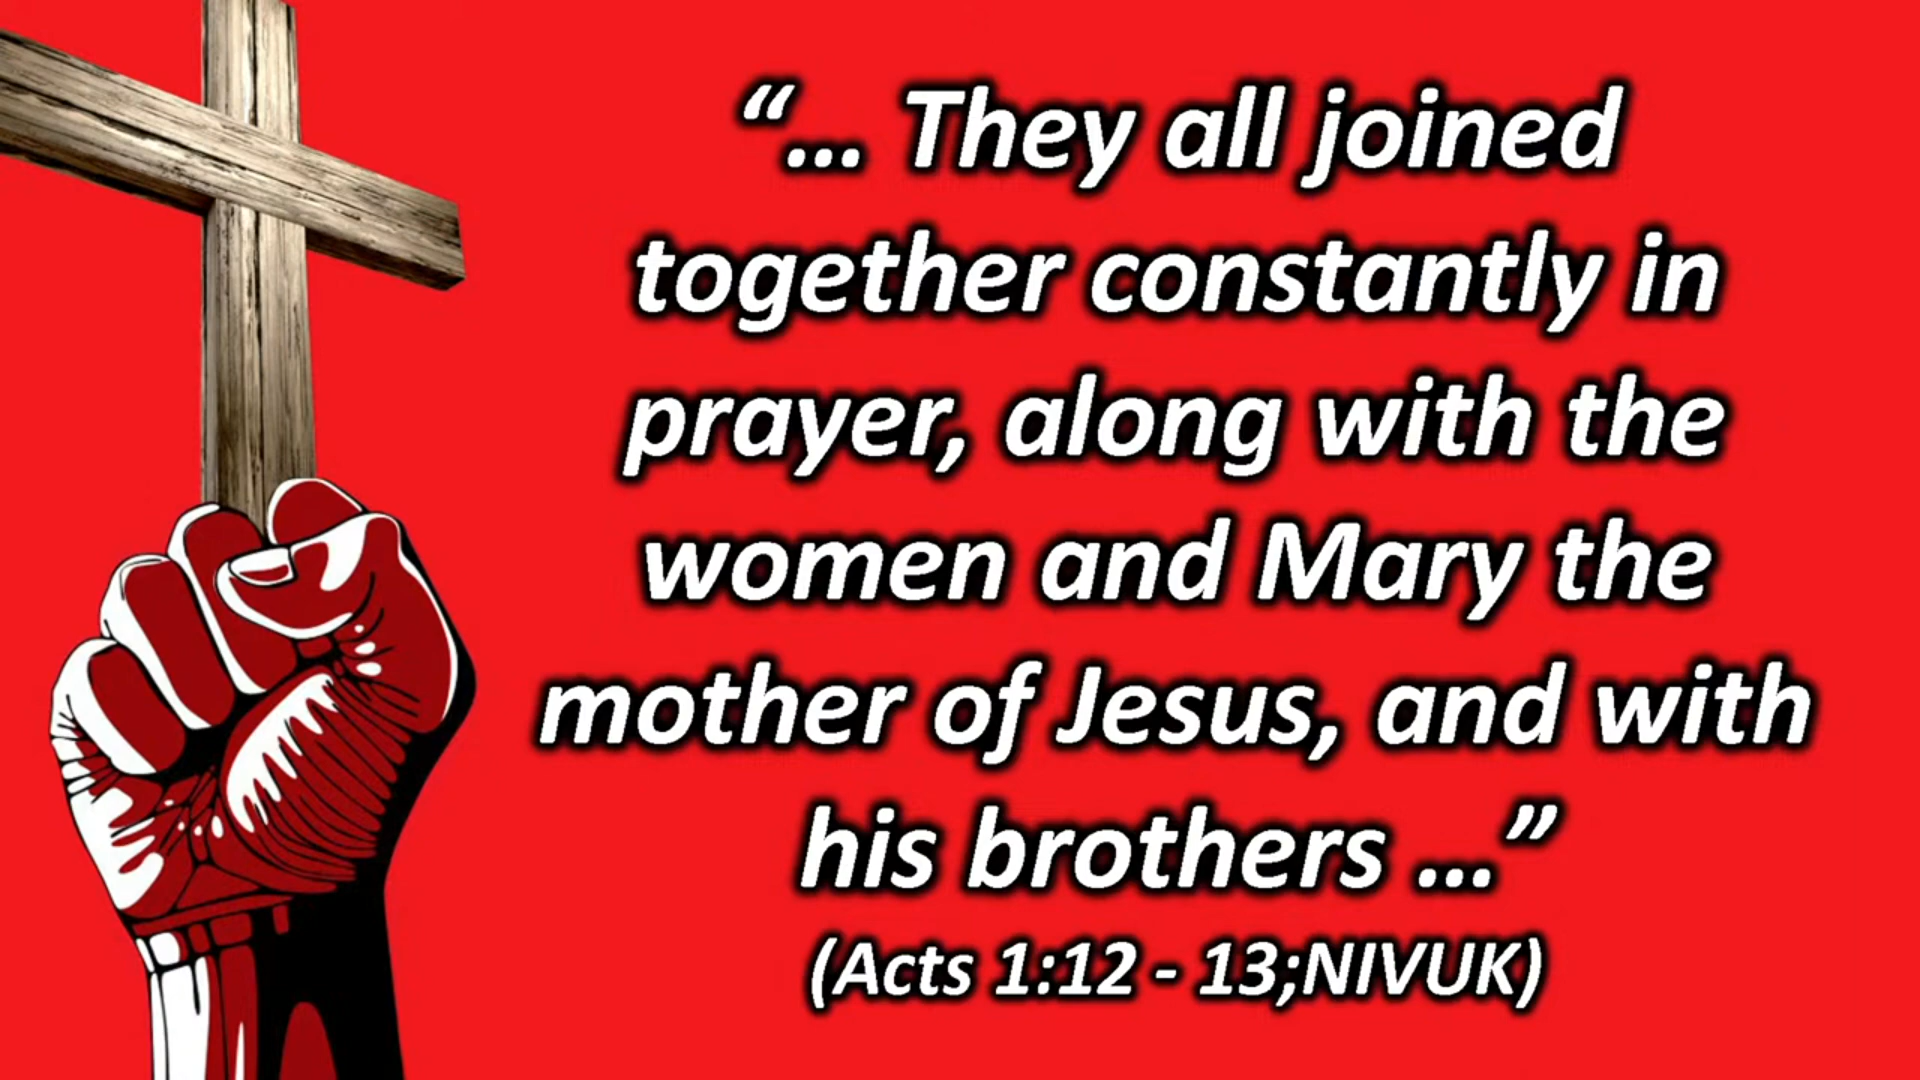 “... They all joined
together constantly in
prayer, along with the
women and Mary the
mother of Jesus, and with
his brothers ...”
(Acts 1:12 - 13;NIVUK)